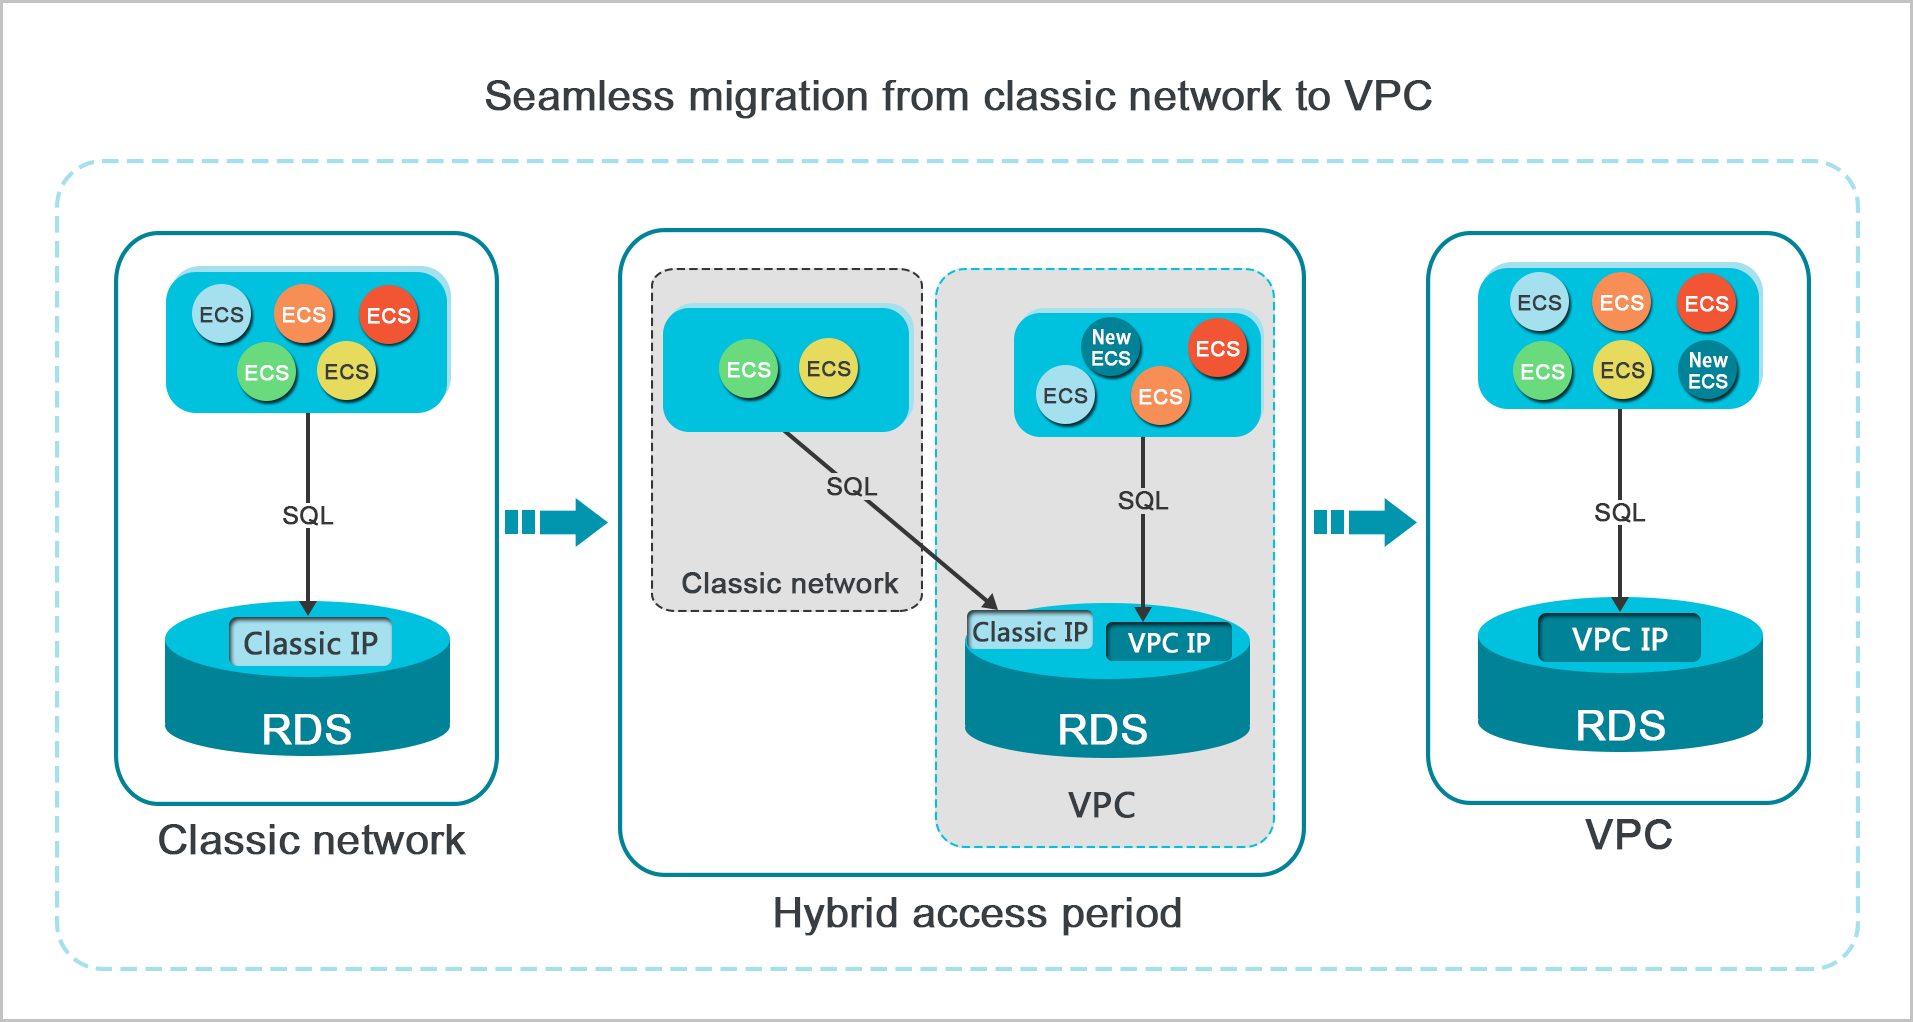 Seamless migration from classic network to VPC
ECS
ECS
ECS
ECS
ECS
SQL
Classic IP
RDS
Classic network
ECS
ECS
SQL
Classic network
New
ECS
ECS
ECS
ECS
SQL
Classic IP
VPC IP
RDS
VPC
Hybrid access period
ECS
ECS
ECS
ECS
ECS
New
ECS
SQL
VPC IP
RDS
VPC